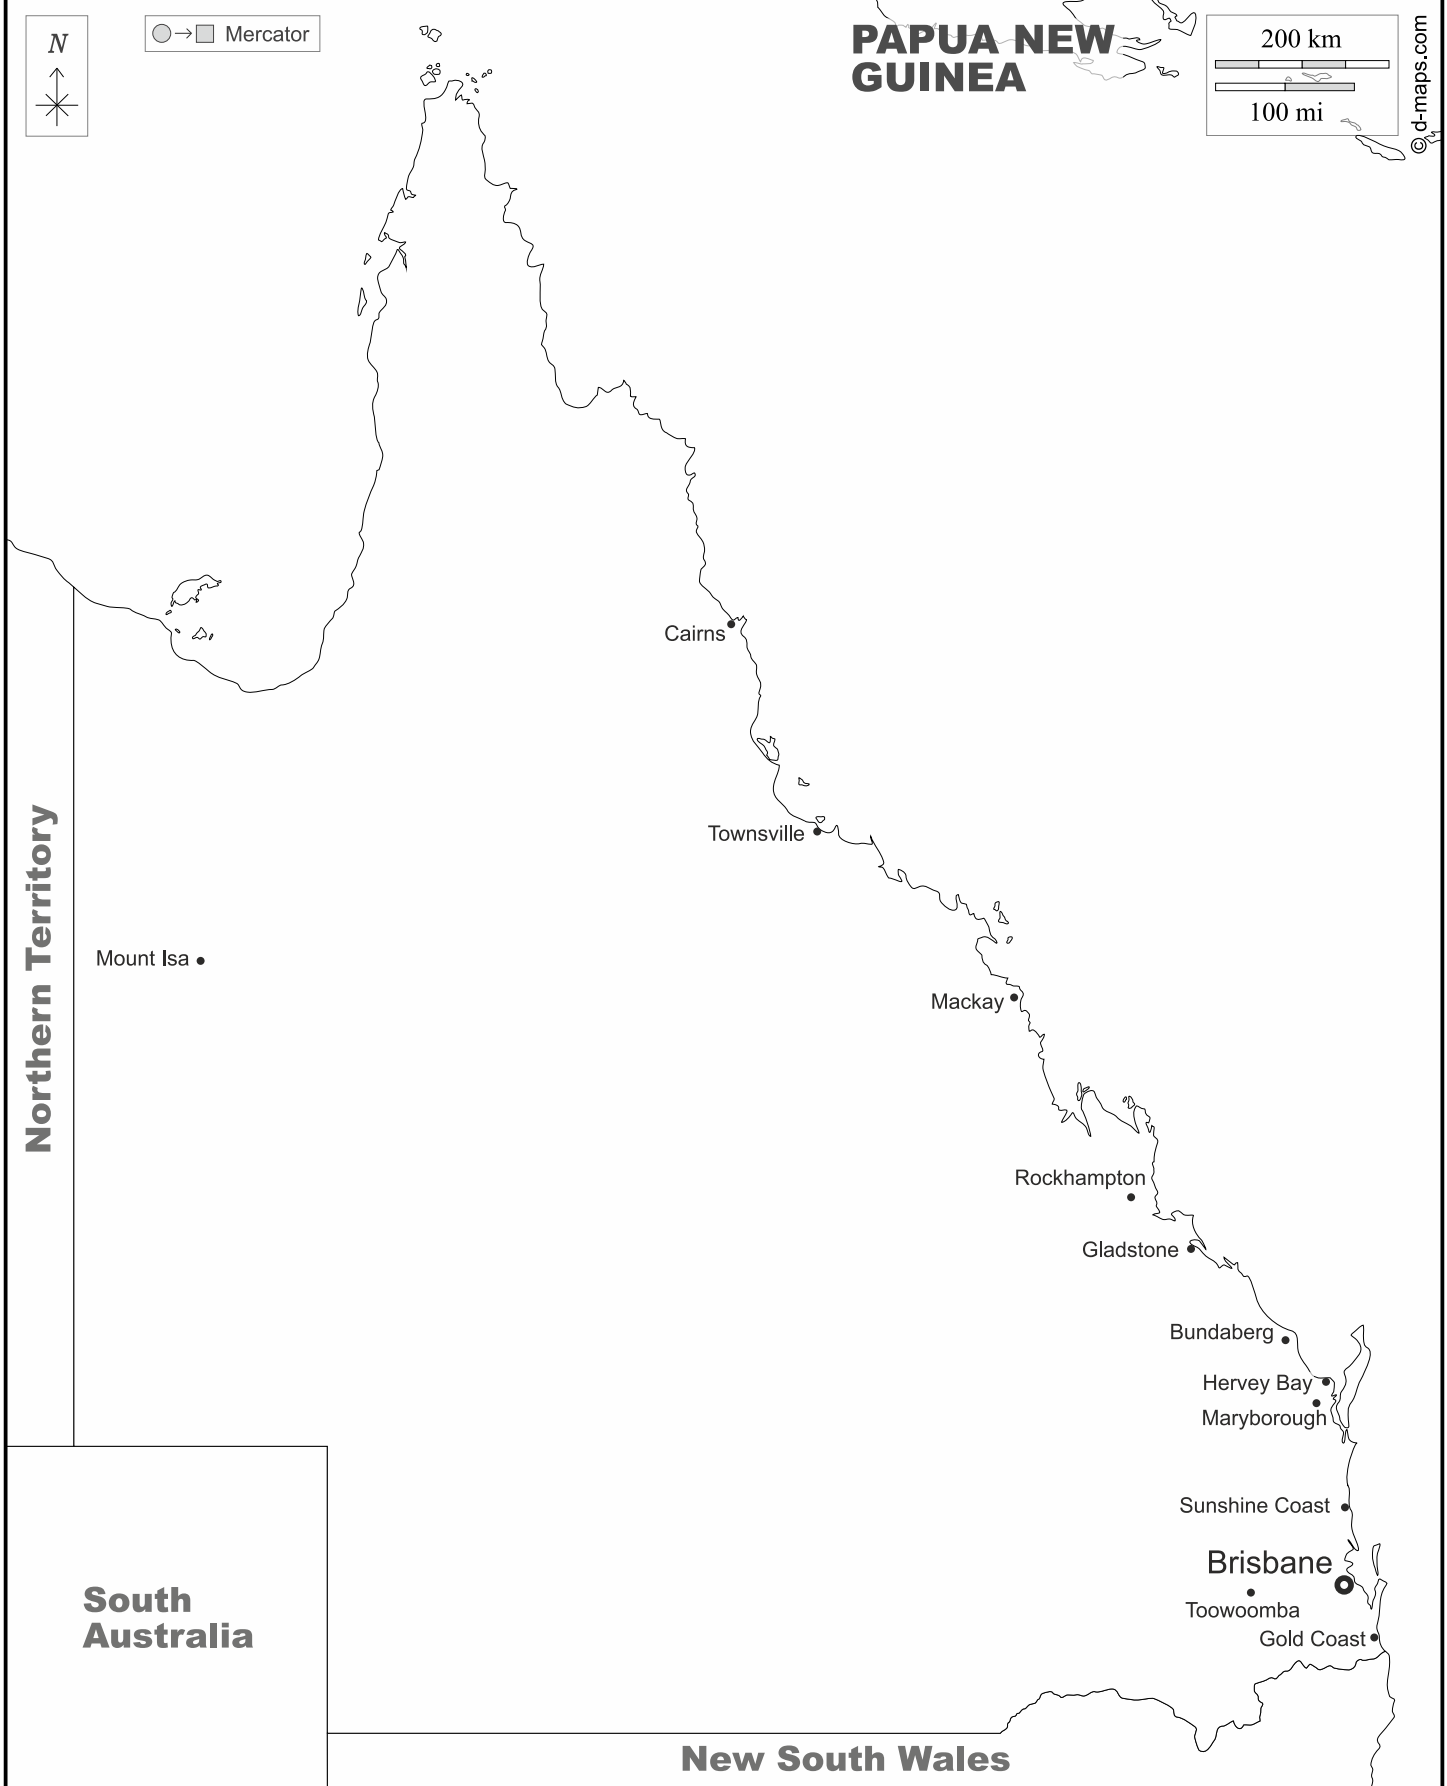 N
Mercator
PAPUA NEW
GUINEA
200 km
100 mi
© d-maps.com
Cairns
Townsville
Northern Territory
Mount Isa
Mackay
Rockhampton
Gladstone
Bundaberg
Hervey Bay
Maryborough
Sunshine Coast
Brisbane
Toowoomba
South
Australia
Gold Coast
New South Wales